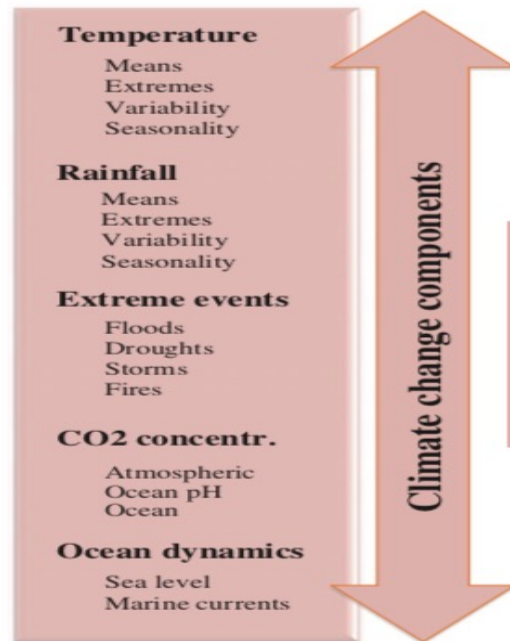 Temperature
Means
Extremes
Variability
Seasonality
Rainfall
Means
Extremes
Variability
Seasonality
Extreme events
Floods
Droughts
Storms
Fires
CO2 concentr.
Atmospheric
Ocean pH
Ocean
Ocean dynamics
Sea level
Marine currents
Climate change components